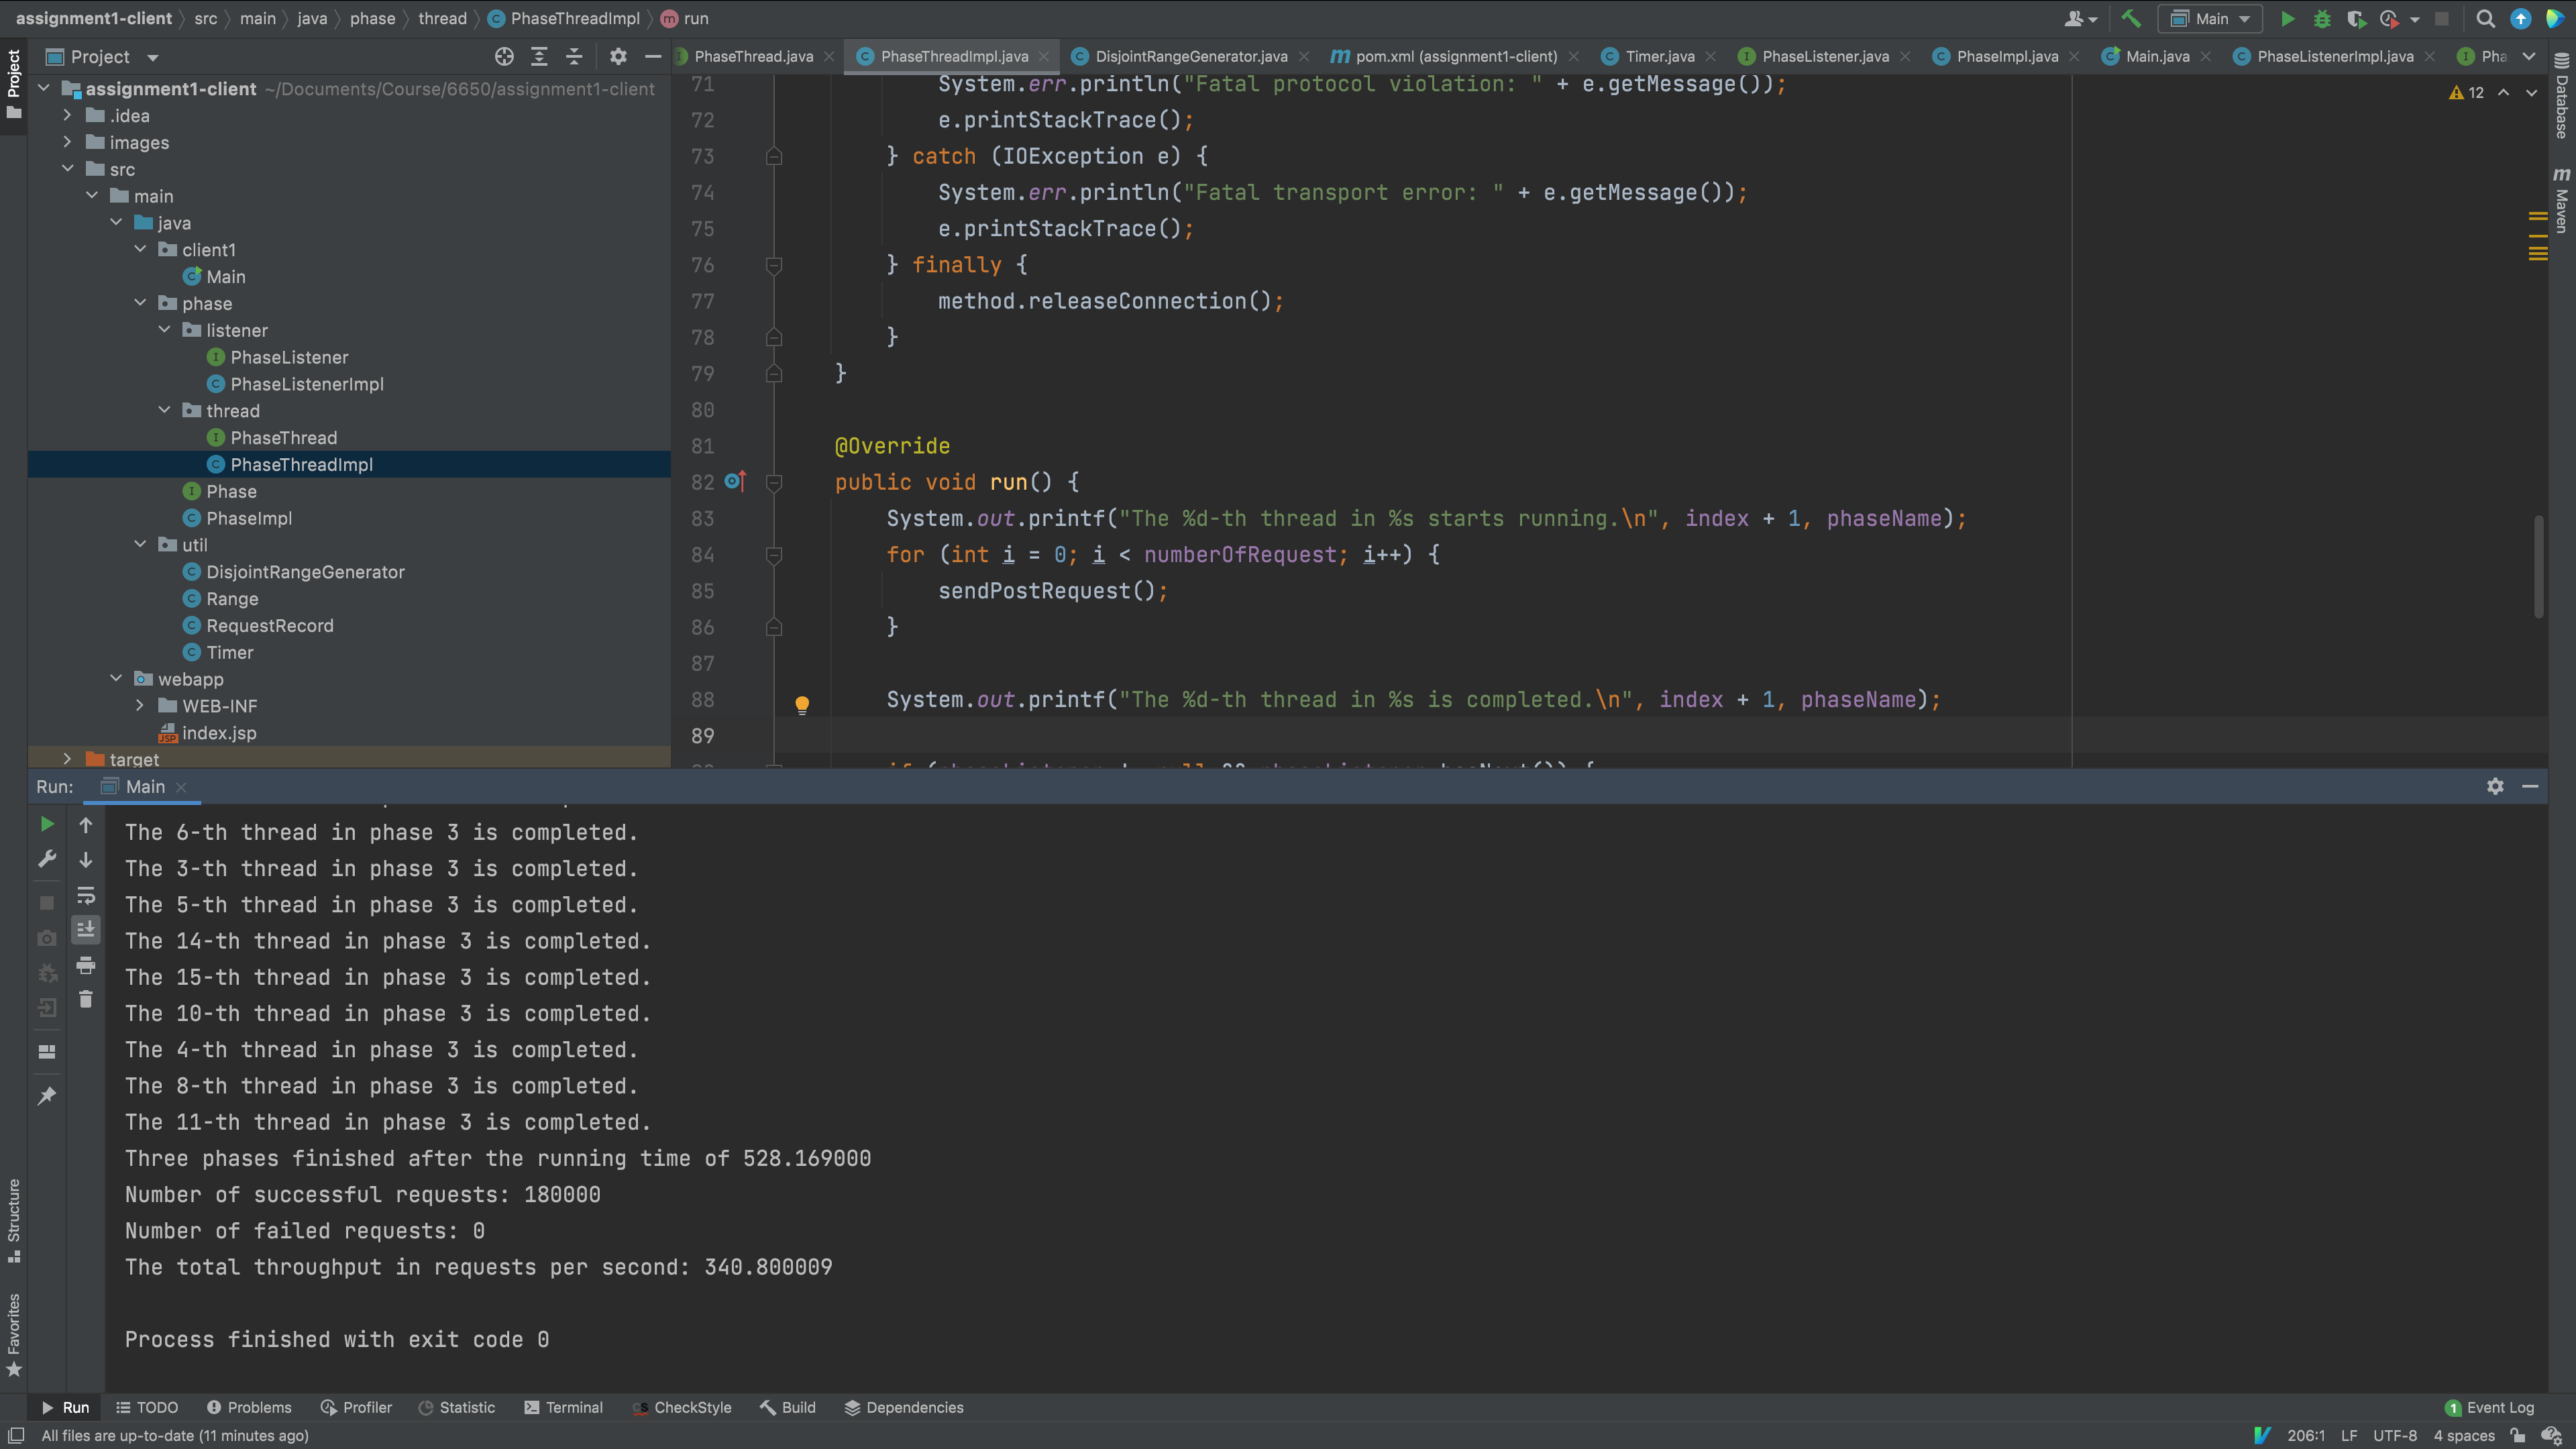 assignment1-client src main java phase thread PhaseThreadImpl run
Main
Project
PhaseThread.java PhaseThreadImpl.java DisjointRangeGenerator.java pom.xml (assignment1-client) Timer.java PhaseListener.java PhaseImpl.java Main.java PhaseListenerImpl.java Pha
Project
assignment1-client ~/Documents/Course/6650/assignment1-client
.idea
images
src
main
java
client1
Main
phase
listener
PhaseListener
PhaseListenerImpl
thread
PhaseThread
PhaseThreadImpl
Phase
PhaseImpl
util
DisjointRangeGenerator
Range
RequestRecord
Timer
webapp
WEB-INF
index.jsp
target
71 System.err.println("Fatal protocol violation: " + e.getMessage());
72 e.printStackTrace();
73 } catch (IOException e) {
74 System.err.println("Fatal transport error: " + e.getMessage());
75 e.printStackTrace();
76 } finally {
77 method.releaseConnection();
78 }
79 }
80
81 @Override
82 public void run() {
83 System.out.printf("The %d-th thread in %s starts running.\n", index + 1, phaseName);
84 for (int i = 0; i < numberOfRequest; i++) {
85 sendPostRequest();
86 }
87
88 System.out.printf("The %d-th thread in %s is completed.\n", index + 1, phaseName);
89
12
Database
Maven
Run: Main
The 6-th thread in phase 3 is completed.
The 3-th thread in phase 3 is completed.
The 5-th thread in phase 3 is completed.
The 14-th thread in phase 3 is completed.
The 15-th thread in phase 3 is completed.
The 10-th thread in phase 3 is completed.
The 4-th thread in phase 3 is completed.
The 8-th thread in phase 3 is completed.
The 11-th thread in phase 3 is completed.
Three phases finished after the running time of 528.169000
Number of successful requests: 180000
Number of failed requests: 0
The total throughput in requests per second: 340.800009
Process finished with exit code 0
Structure
Favorites
Run TODO Problems Profiler Statistic Terminal CheckStyle Build Dependencies
1 Event Log
All files are up-to-date (11 minutes ago)
206:1 LF UTF-8 4 spaces